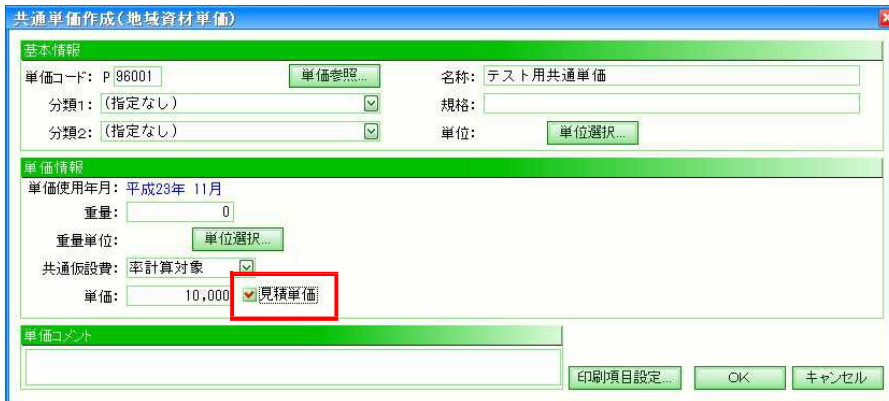 共通単価作成(地域資材単価)
基本情報
単価コード: P 96001 単価参照... 名称: テスト用共通単価
分類1: (指定なし) 規格:
分類2: (指定なし) 単位: 単位選択...
単価情報
単価使用年月: 平成23年 11月
重量: 0
重量単位: 単位選択...
共通仮設費: 率計算対象
単価: 10,000 見積単価
単価コメント
印刷項目設定... OK キャンセル